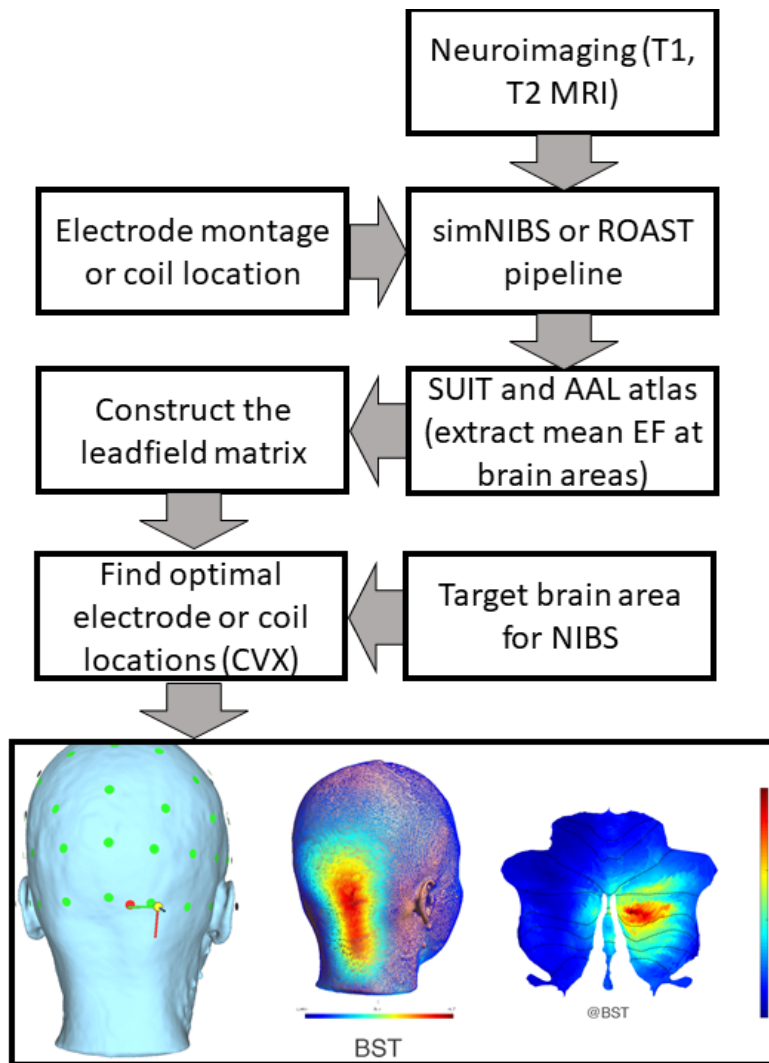 Neuroimaging (T1,
T2 MRI)
Electrode montage
or coil location
simNIBS or ROAST
pipeline
Construct the
leadfield matrix
SUIT and AAL atlas
(extract mean EF at
brain areas)
Find optimal
electrode or coil
locations (CVX)
Target brain area
for NIBS
BST
@BST